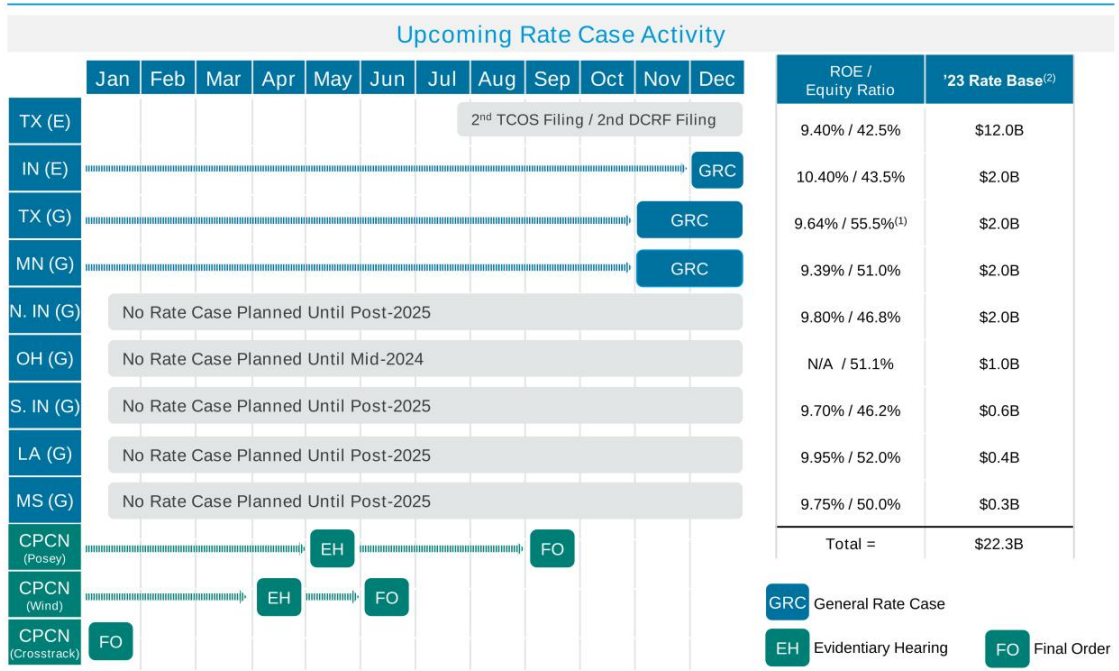 Upcoming Rate Case Activity
Jan Feb Mar Apr May Jun Jul Aug Sep Oct Nov Dec
ROE /
Equity Ratio
’23 Rate Base(2)
TX (E)
2nd TCOS Filing / 2nd DCRF Filing
9.40% / 42.5%
$12.0B
IN (E)
GRC
10.40% / 43.5%
$2.0B
TX (G)
GRC
9.64% / 55.5%(1)
$2.0B
MN (G)
GRC
9.39% / 51.0%
$2.0B
N. IN (G)
No Rate Case Planned Until Post-2025
9.80% / 46.8%
$2.0B
OH (G)
No Rate Case Planned Until Mid-2024
N/A / 51.1%
$1.0B
S. IN (G)
No Rate Case Planned Until Post-2025
9.70% / 46.2%
$0.6B
LA (G)
No Rate Case Planned Until Post-2025
9.95% / 52.0%
$0.4B
MS (G)
No Rate Case Planned Until Post-2025
9.75% / 50.0%
$0.3B
CPCN
(Posey)
EH
FO
Total =
$22.3B
CPCN
(Wind)
EH
FO
CPCN
(Crosstrack)
FO
GRC General Rate Case
EH Evidentiary Hearing
FO Final Order